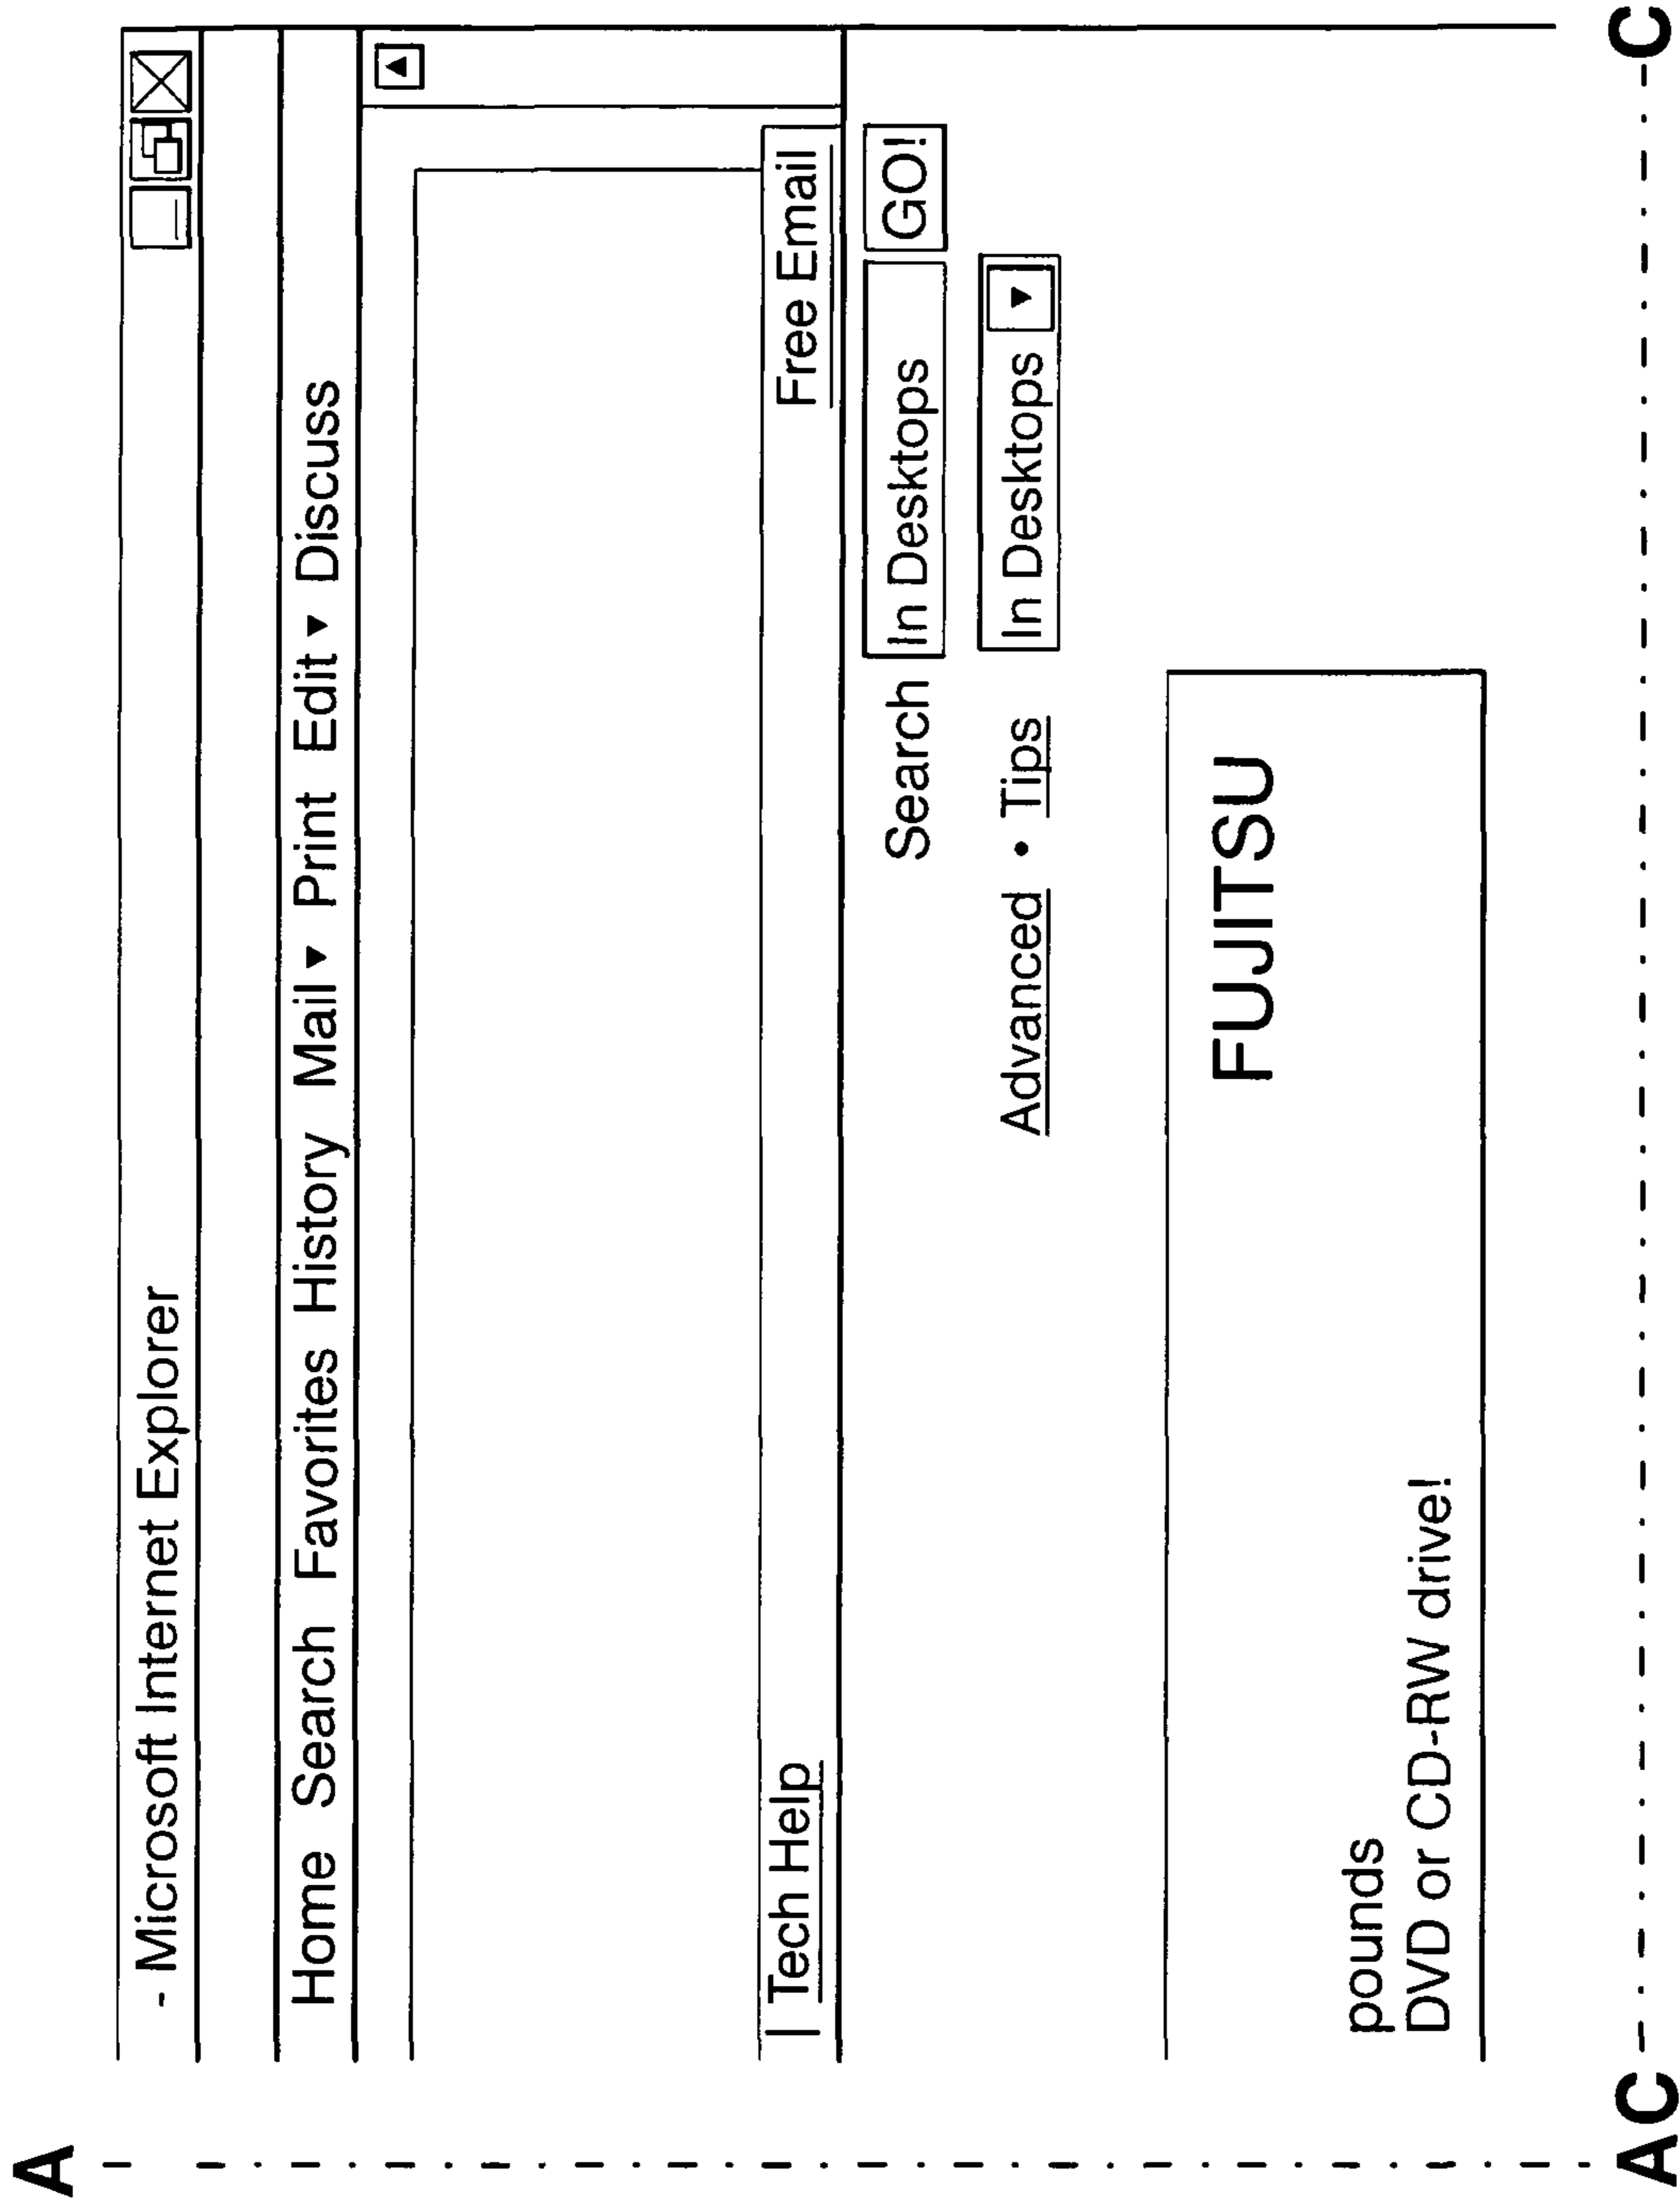 A
- Microsoft Internet Explorer
Home Search Favorites History Mail▾ Print Edit▾ Discuss
| Tech Help Free Email
Search In Desktops GO!
Advanced • Tips In Desktops ▾
FUJITSU
pounds
DVD or CD-RW drive!
A C C